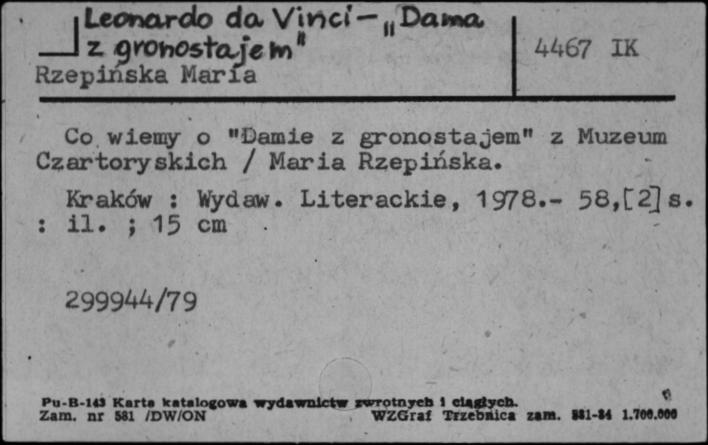 Leonardo da Vinci - „Dama
z gronostajem"
4467 IK
Rzepińska Maria
Co wiemy o "Damie z gronostajem" z Muzeum
Czartoryskich / Maria Rzepińska.
Kraków : Wydaw. Literackie, 1978.- 58,[2]s.
: il. ; 15 cm
299944/79
Pu-B-143 Karta katalogowa wydawnictw zwrotnych i ciągłych.
Zam. nr 581 /DW/ON WZGraf Trzebnica zam. 881-84 1.700.000